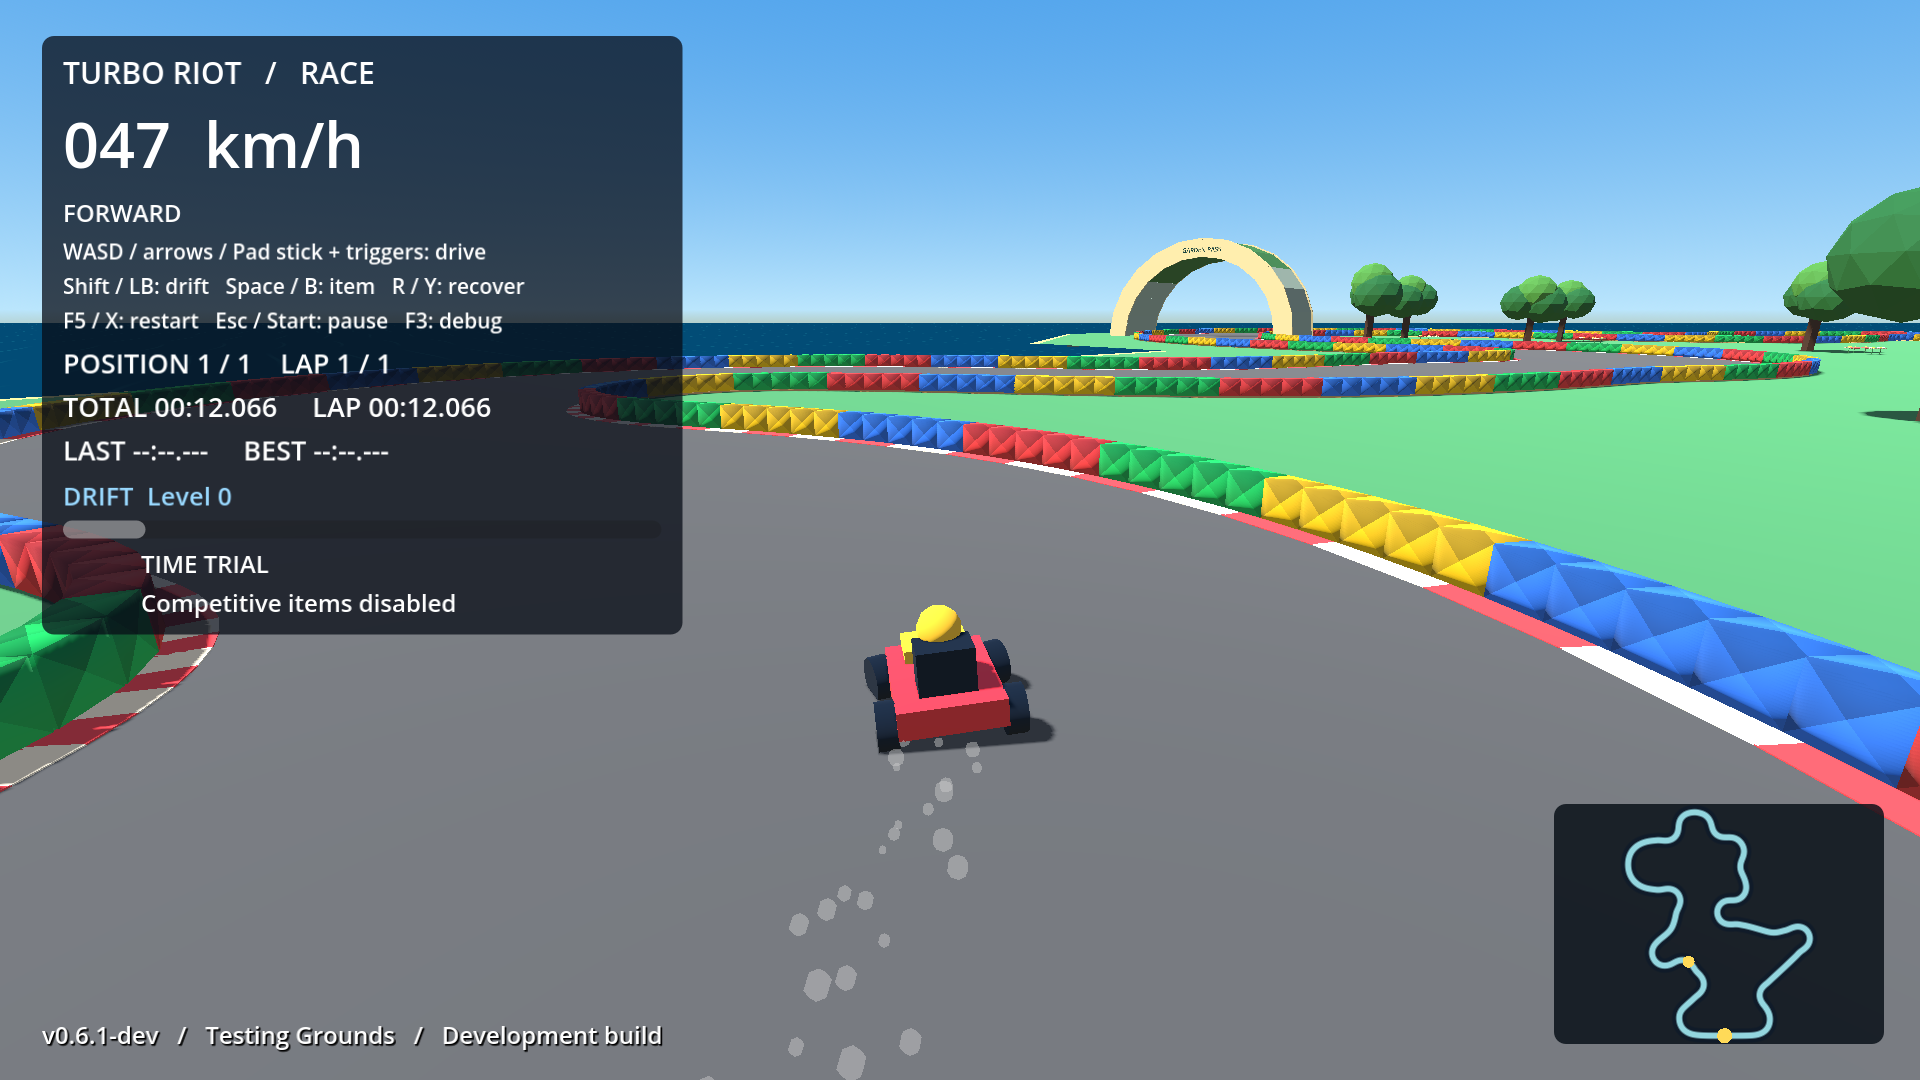 TURBO RIOT / RACE
047 km/h
FORWARD
WASD / arrows / Pad stick + triggers: drive
Shift / LB: drift Space / B: item R / Y: recover
F5 / X: restart Esc / Start: pause F3: debug
POSITION 1 / 1 LAP 1 / 1
TOTAL 00:12.066 LAP 00:12.066
LAST --:--.--- BEST --:--.---
DRIFT Level 0
TIME TRIAL
Competitive items disabled
GARDEN PASS
v0.6.1-dev / Testing Grounds / Development build